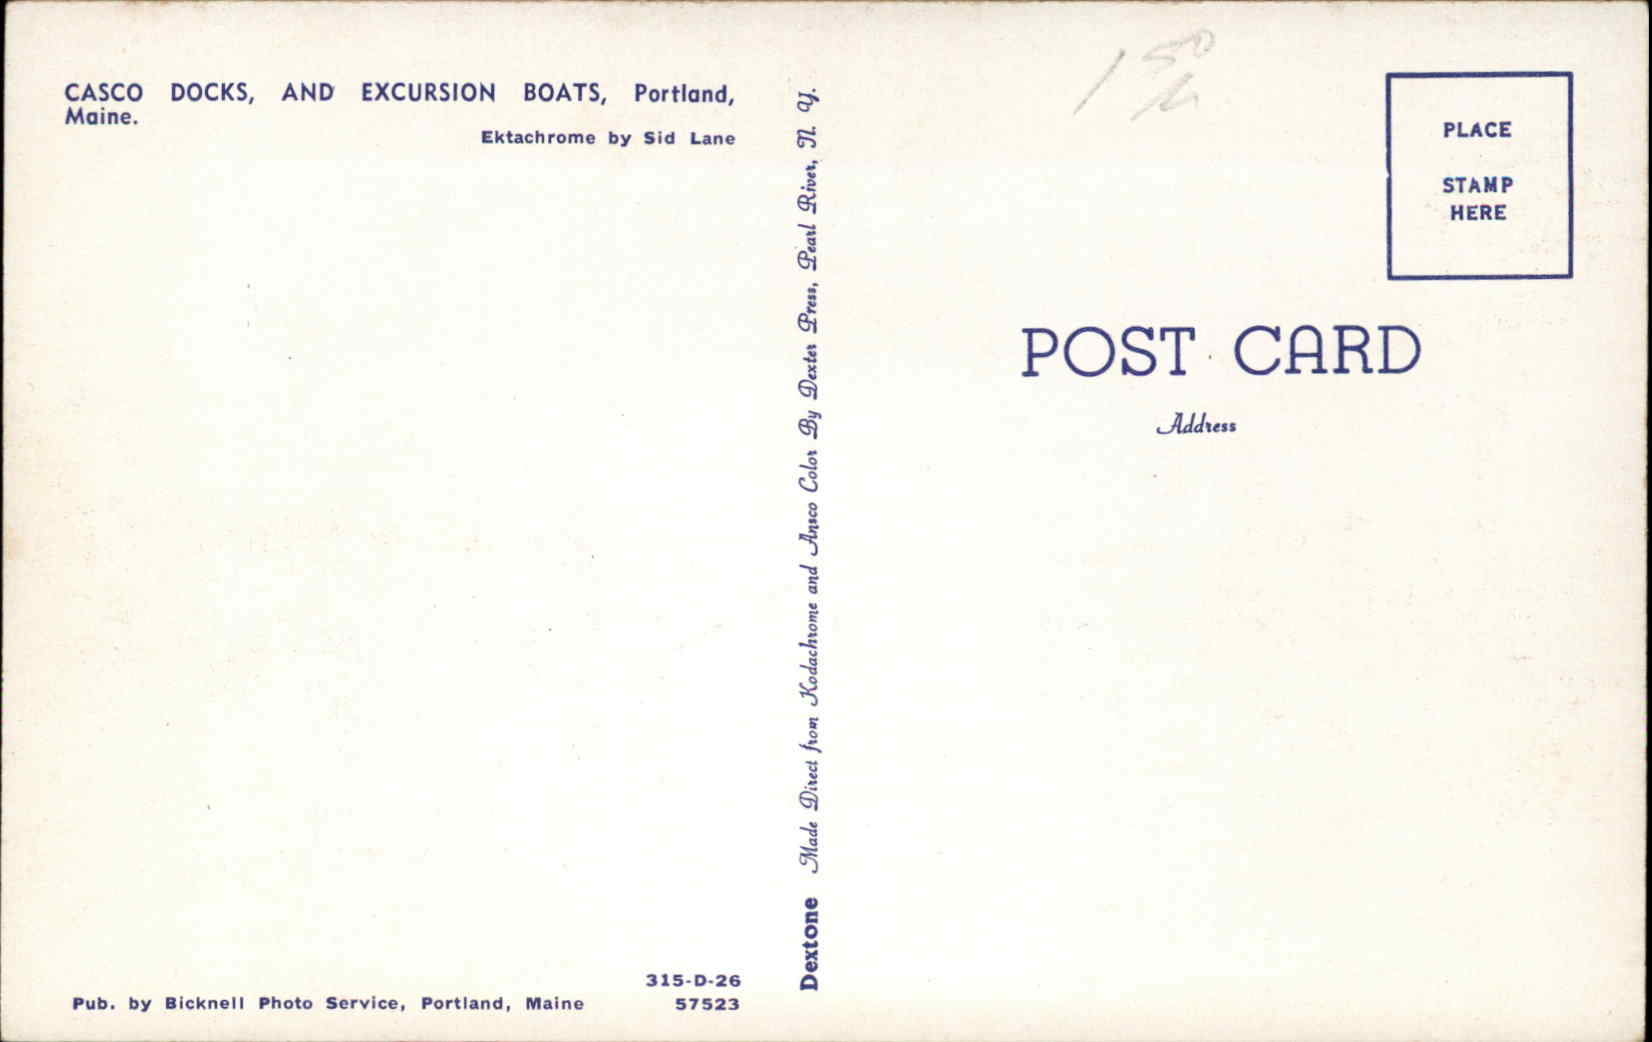 CASCO DOCKS, AND EXCURSION BOATS, Portland,
Maine.
Ektachrome by Sid Lane
315-D-26
Pub. by Bicknell Photo Service, Portland, Maine 57523
Dextone Made Direct from Kodachrome and Ansco Color By Dexter Press, Pearl River, N. Y.
1 50
PLACE
STAMP
HERE
POST CARD
Address